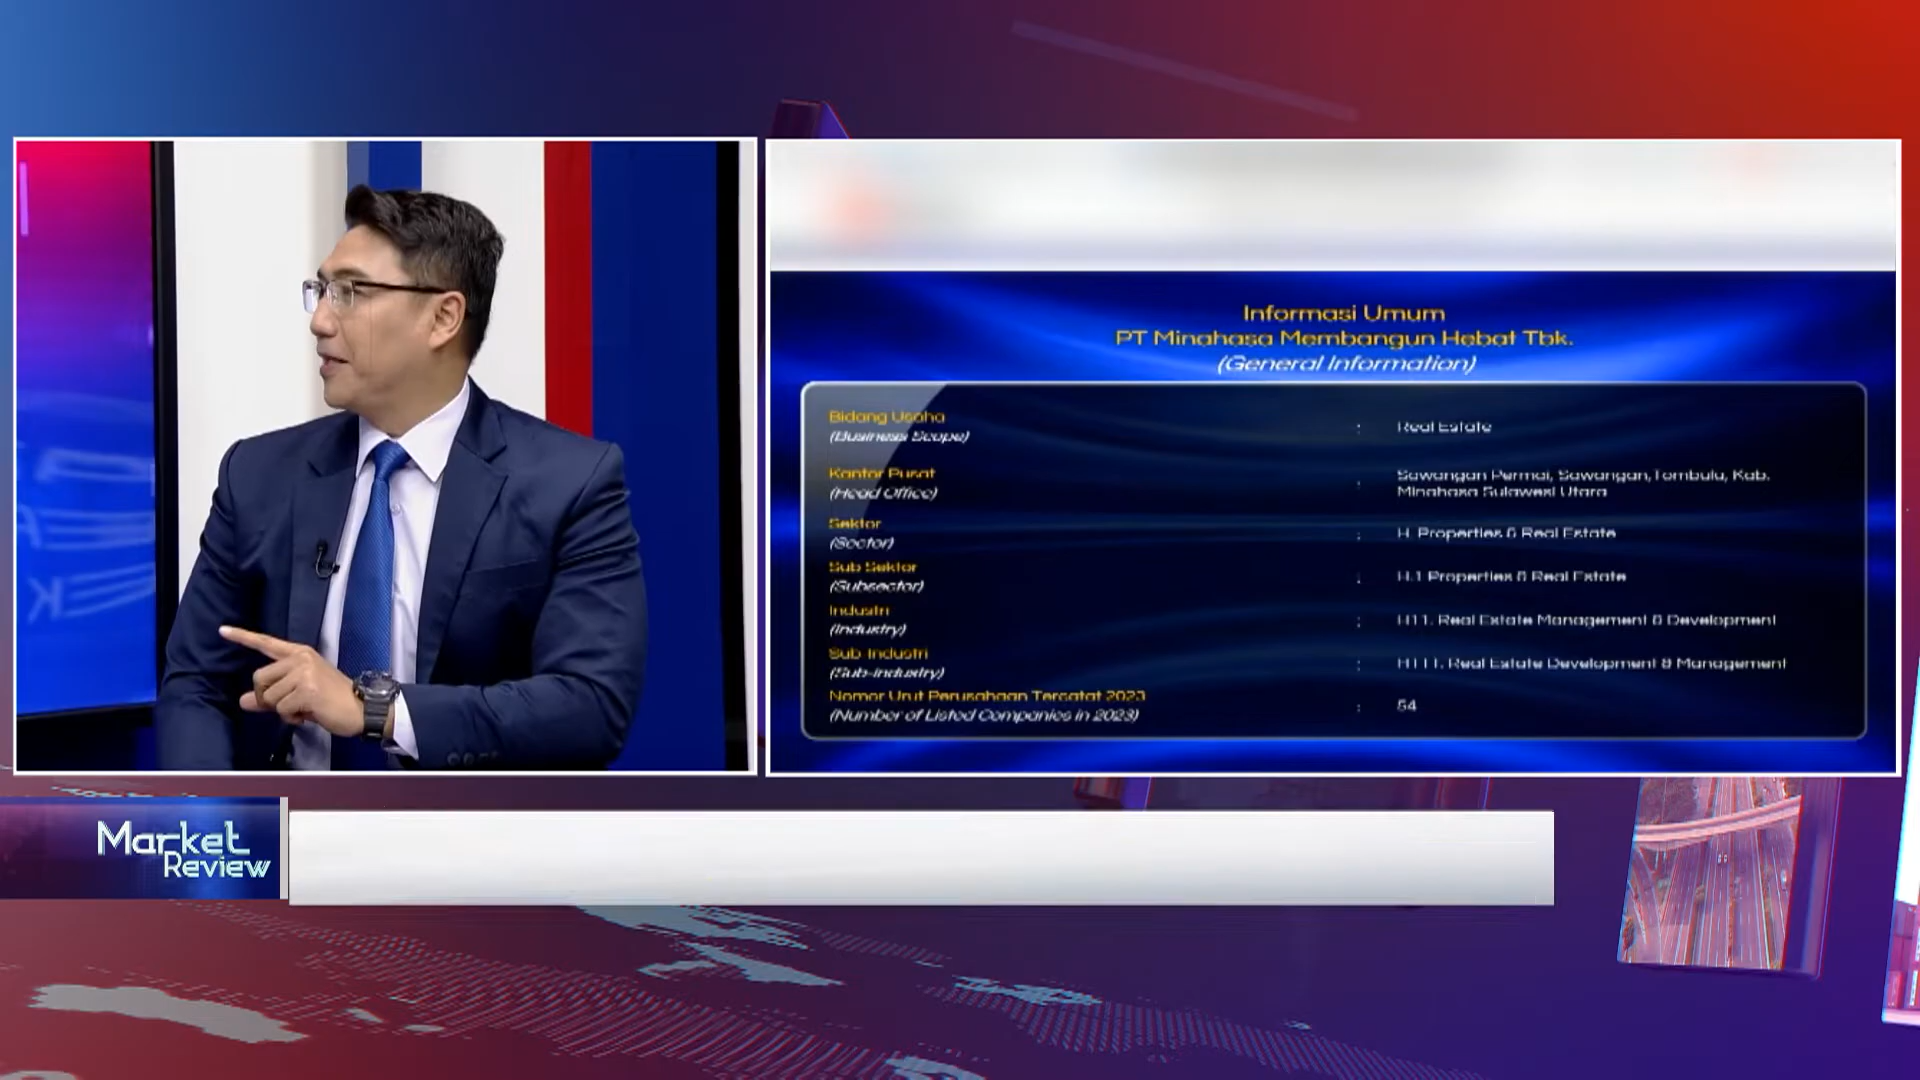 Informasi Umum
PT Minahasa Membangun Hebat Tbk.
(General Information)
Bidang Usaha : Real Estate
(Business Scope)
Kantor Pusat : Sawangan Permai, Sawangan, Tombulu, Kab.
(Head Office) Minahasa Sulawesi Utara
Sektor : H. Properties & Real Estate
(Sector)
Sub Sektor : H.1 Properties & Real Estate
(Subsector)
Industri : H11. Real Estate Management & Development
(Industry)
Sub-Industri : H111. Real Estate Development & Management
(Sub-industry)
Nomor Urut Perusahaan Tercatat 2023 : 54
(Number of Listed Companies in 2023)
Market
Review